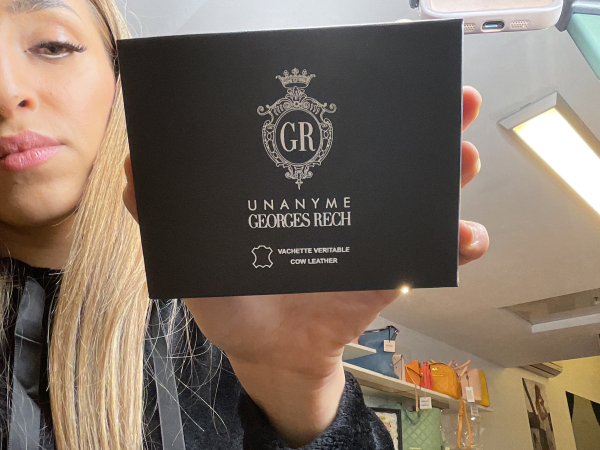 GR
UNANYME
GEORGES RECH
VACHETTE VERITABLE
COW LEATHER